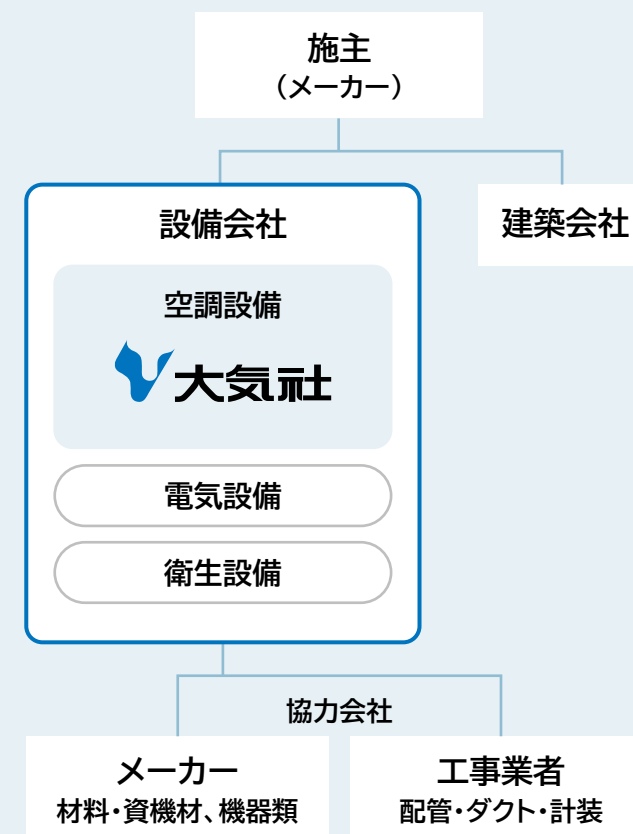 施主
（メーカー）
設備会社
建築会社
空調設備
大気社
電気設備
衛生設備
協力会社
メーカー
材料・資機材、機器類
工事業者
配管・ダクト・計装